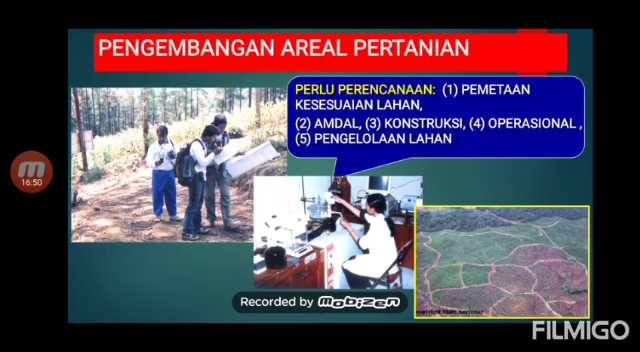 PENGEMBANGAN AREAL PERTANIAN
PERLU PERENCANAAN: (1) PEMETAAN
KESESUAIAN LAHAN,
(2) AMDAL, (3) KONSTRUKSI, (4) OPERASIONAL ,
(5) PENGELOLAAN LAHAN
m
16:50
Recorded by mobizen
FILMIGO